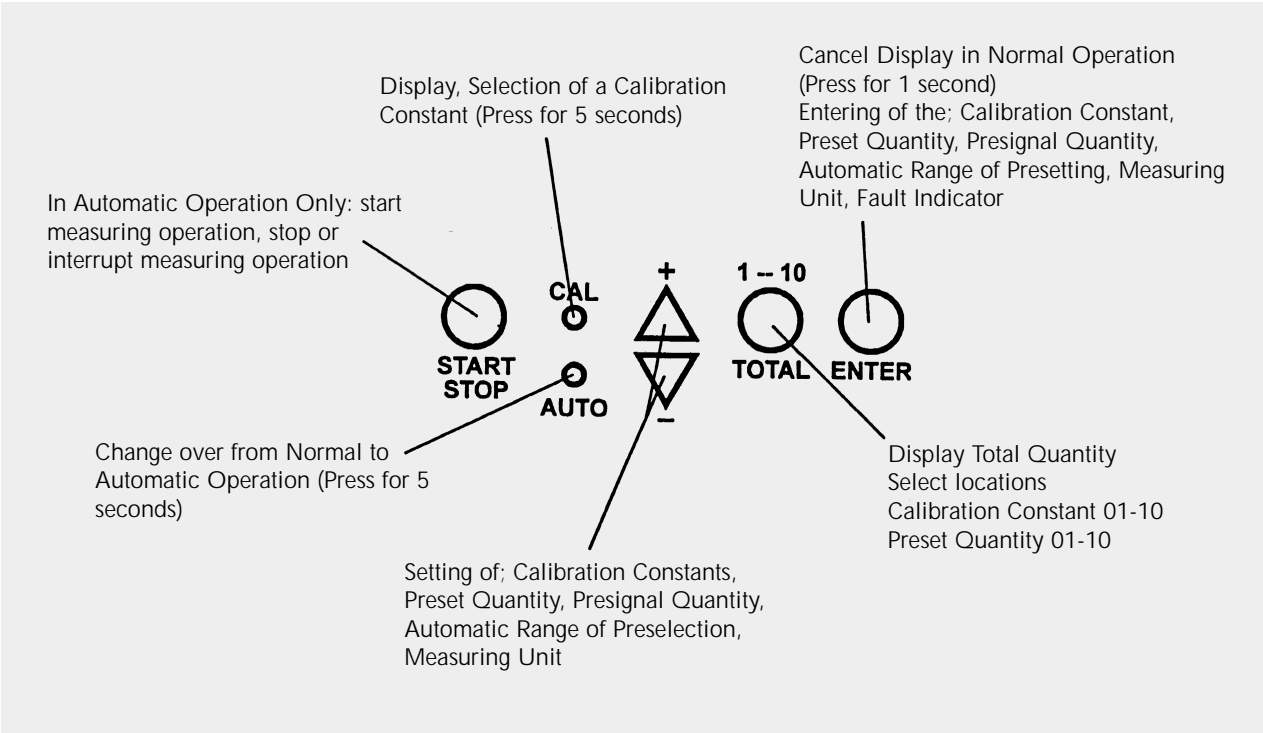 Cancel Display in Normal Operation
(Press for 1 second)
Entering of the; Calibration Constant,
Preset Quantity, Presignal Quantity,
Automatic Range of Presetting, Measuring
Unit, Fault Indicator
Display, Selection of a Calibration
Constant (Press for 5 seconds)
In Automatic Operation Only: start
measuring operation, stop or
interrupt measuring operation
CAL
+
1 -- 10
START
STOP
AUTO
–
TOTAL
ENTER
Change over from Normal to
Automatic Operation (Press for 5
seconds)
Display Total Quantity
Select locations
Calibration Constant 01-10
Preset Quantity 01-10
Setting of; Calibration Constants,
Preset Quantity, Presignal Quantity,
Automatic Range of Preselection,
Measuring Unit